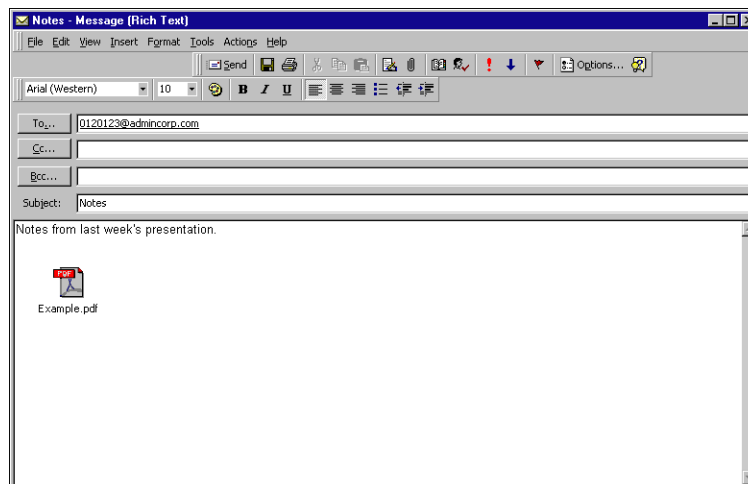 Notes - Message (Rich Text)
File Edit View Insert Format Tools Actions Help
Send Options...
Arial (Western) 10 B I U
To... 0120123@admincorp.com
Cc...
Bcc...
Subject: Notes
Notes from last week's presentation.
PDF
Example.pdf